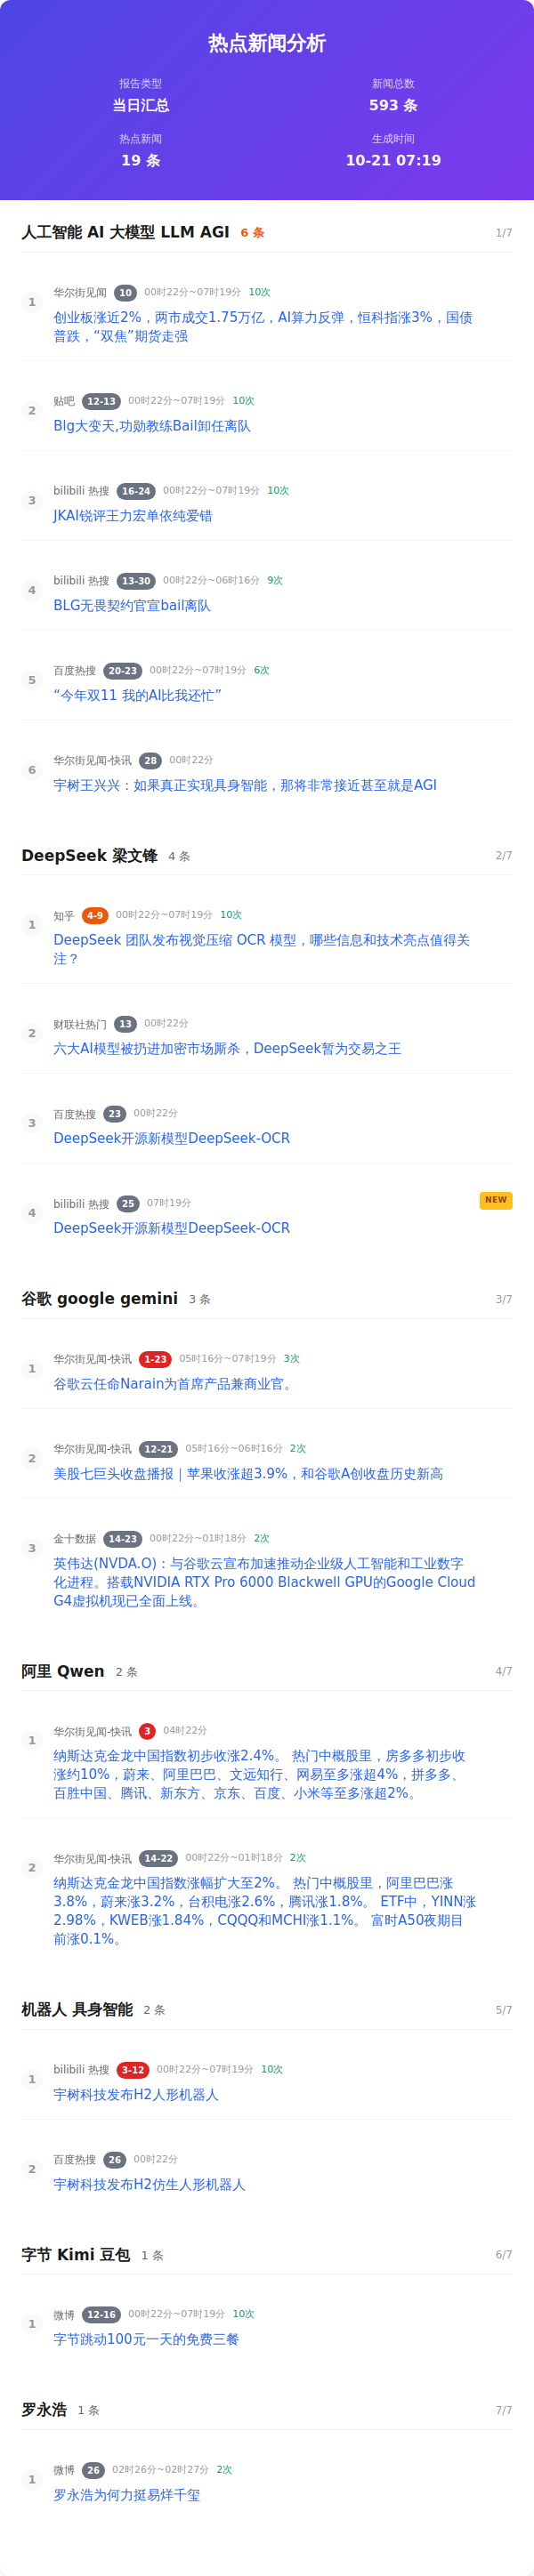 热点新闻分析
报告类型
新闻总数
当日汇总
593 条
热点新闻
生成时间
19 条
10-21 07:19
人工智能 AI 大模型 LLM AGI 6 条 1/7
1 华尔街见闻 10 00时22分~07时19分 10次
创业板涨近2%，两市成交1.75万亿，AI算力反弹，恒科指涨3%，国债
普跌，“双焦”期货走强
2 贴吧 12-13 00时22分~07时19分 10次
Blg大变天,功勋教练Bail卸任离队
3 bilibili 热搜 16-24 00时22分~07时19分 10次
JKAI锐评王力宏单依纯爱错
4 bilibili 热搜 13-30 00时22分~06时16分 9次
BLG无畏契约官宣bail离队
5 百度热搜 20-23 00时22分~07时19分 6次
“今年双11 我的AI比我还忙”
6 华尔街见闻-快讯 28 00时22分
宇树王兴兴：如果真正实现具身智能，那将非常接近甚至就是AGI
DeepSeek 梁文锋 4 条 2/7
1 知乎 4-9 00时22分~07时19分 10次
DeepSeek 团队发布视觉压缩 OCR 模型，哪些信息和技术亮点值得关
注？
2 财联社热门 13 00时22分
六大AI模型被扔进加密市场厮杀，DeepSeek暂为交易之王
3 百度热搜 23 00时22分
DeepSeek开源新模型DeepSeek-OCR
4 bilibili 热搜 25 07时19分 NEW
DeepSeek开源新模型DeepSeek-OCR
谷歌 google gemini 3 条 3/7
1 华尔街见闻-快讯 1-23 05时16分~07时19分 3次
谷歌云任命Narain为首席产品兼商业官。
2 华尔街见闻-快讯 12-21 05时16分~06时16分 2次
美股七巨头收盘播报｜苹果收涨超3.9%，和谷歌A创收盘历史新高
3 金十数据 14-23 00时22分~01时18分 2次
英伟达(NVDA.O)：与谷歌云宣布加速推动企业级人工智能和工业数字
化进程。搭载NVIDIA RTX Pro 6000 Blackwell GPU的Google Cloud
G4虚拟机现已全面上线。
阿里 Qwen 2 条 4/7
1 华尔街见闻-快讯 3 04时22分
纳斯达克金龙中国指数初步收涨2.4%。 热门中概股里，房多多初步收
涨约10%，蔚来、阿里巴巴、文远知行、网易至多涨超4%，拼多多、
百胜中国、腾讯、新东方、京东、百度、小米等至多涨超2%。
2 华尔街见闻-快讯 14-22 00时22分~01时18分 2次
纳斯达克金龙中国指数涨幅扩大至2%。 热门中概股里，阿里巴巴涨
3.8%，蔚来涨3.2%，台积电涨2.6%，腾讯涨1.8%。 ETF中，YINN涨
2.98%，KWEB涨1.84%，CQQQ和MCHI涨1.1%。 富时A50夜期目
前涨0.1%。
机器人 具身智能 2 条 5/7
1 bilibili 热搜 3-12 00时22分~07时19分 10次
宇树科技发布H2人形机器人
2 百度热搜 26 00时22分
宇树科技发布H2仿生人形机器人
字节 Kimi 豆包 1 条 6/7
1 微博 12-16 00时22分~07时19分 10次
字节跳动100元一天的免费三餐
罗永浩 1 条 7/7
1 微博 26 02时26分~02时27分 2次
罗永浩为何力挺易烊千玺